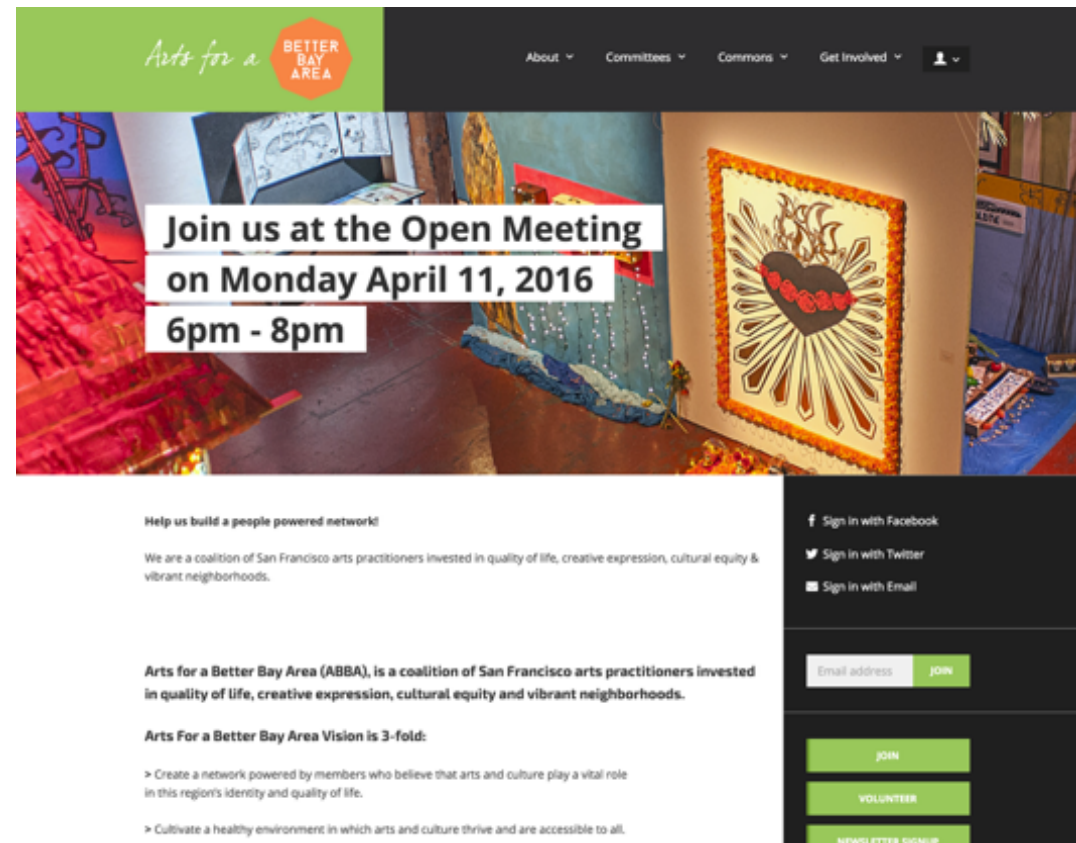 Arts for a
BETTER
BAY
AREA
About
Committees
Commons
Get Involved
Join us at the Open Meeting
on Monday April 11, 2016
6pm - 8pm
Help us build a people powered network!
We are a coalition of San Francisco arts practitioners invested in quality of life, creative expression, cultural equity &
vibrant neighborhoods.
Arts for a Better Bay Area (ABBA), is a coalition of San Francisco arts practitioners invested
in quality of life, creative expression, cultural equity and vibrant neighborhoods.
Arts For a Better Bay Area Vision is 3-fold:
> Create a network powered by members who believe that arts and culture play a vital role
in this region's identity and quality of life.
> Cultivate a healthy environment in which arts and culture thrive and are accessible to all.
Sign in with Facebook
Sign in with Twitter
Sign in with Email
Email address
JOIN
JOIN
VOLUNTEER
NEWSLETTER SIGNUP